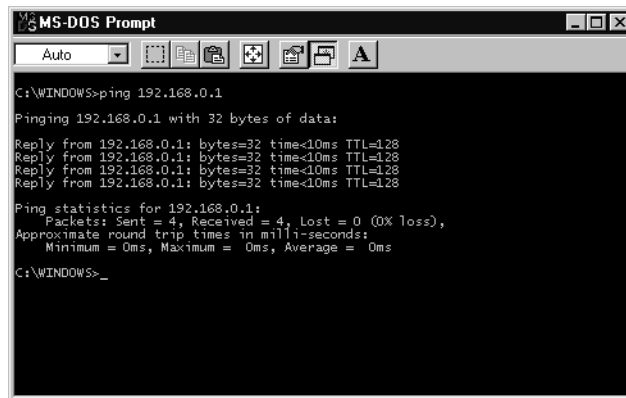 MS-DOS Prompt
Auto
A
C:\WINDOWS>ping 192.168.0.1
Pinging 192.168.0.1 with 32 bytes of data:
Reply from 192.168.0.1: bytes=32 time<10ms TTL=128
Reply from 192.168.0.1: bytes=32 time<10ms TTL=128
Reply from 192.168.0.1: bytes=32 time<10ms TTL=128
Reply from 192.168.0.1: bytes=32 time<10ms TTL=128
Ping statistics for 192.168.0.1:
    Packets: Sent = 4, Received = 4, Lost = 0 (0% loss),
Approximate round trip times in milli-seconds:
    Minimum = 0ms, Maximum =  0ms, Average =  0ms
C:\WINDOWS>_